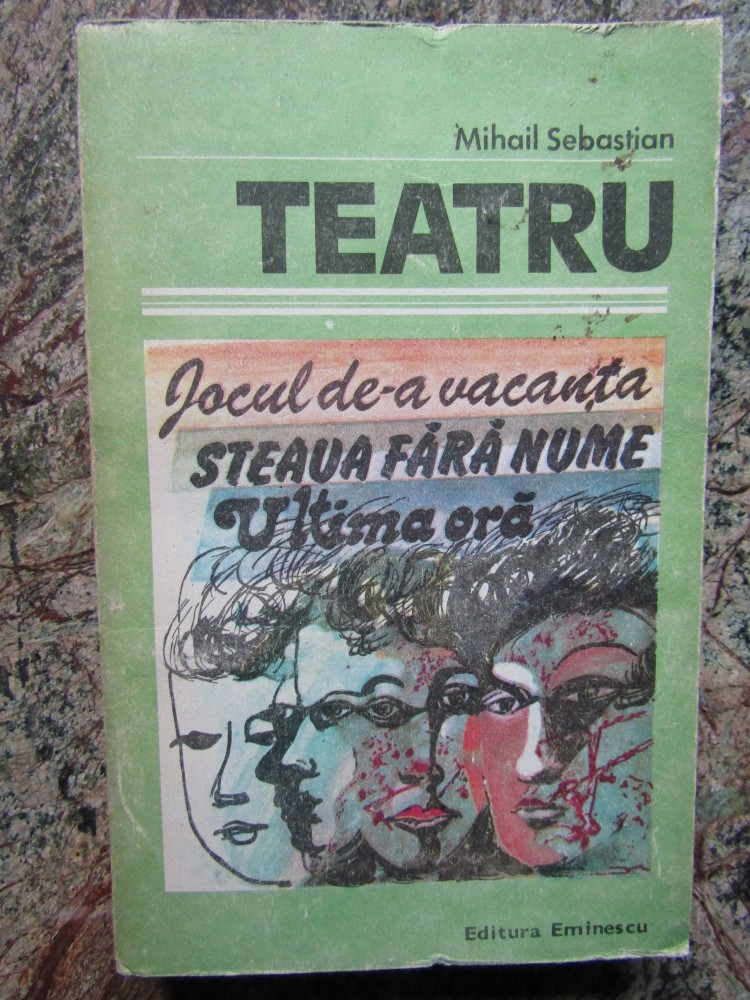 Mihail Sebastian
TEATRU
Jocul de-a vacanța
STEAUA FĂRĂ NUME
Ultima oră
Editura Eminescu